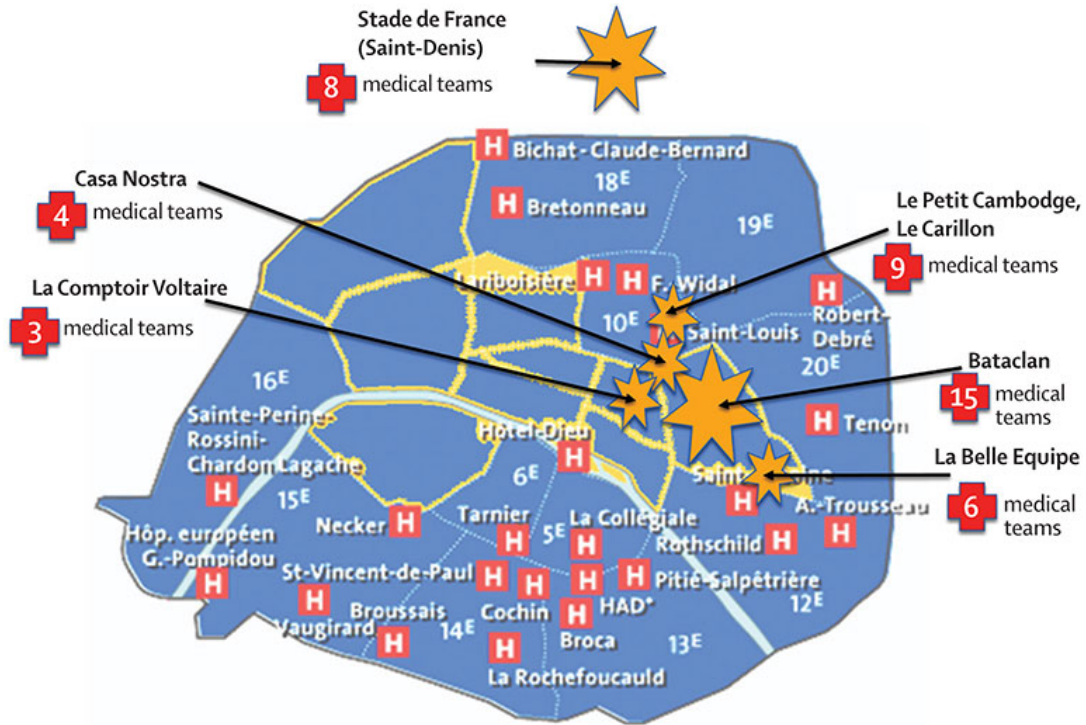 Stade de France
(Saint-Denis)
8
medical teams
Casa Nostra
4
medical teams
La Comptoir Voltaire
3
medical teams
Le Petit Cambodge,
Le Carillon
9
medical teams
Bataclan
15
medical
teams
La Belle Equipe
6
medical
teams
H
Bichat-Claude-Bernard
18E
H
Bretonneau
19E
Lariboisière
H
H
F. Widal
10E
Saint-Louis
H
Robert-
Debré
20E
16E
Sainte-Perine-
Rossini-
Chardon Lagache
H
Hôtel-Dieu
H
H
Tenon
6E
H
15E
Necker
H
Tarnier
H
5E
La Collégiale
H
Rothschild
H
A.-Trousseau
H
Hôp. européen
G.-Pompidou
H
St-Vincent-de-Paul
H
H
Cochin
H
HAD*
H
Pitié-Salpêtrière
12E
H
Vaugirard
Broussais
H
14E
H
Broca
13E
H
La Rochefoucauld